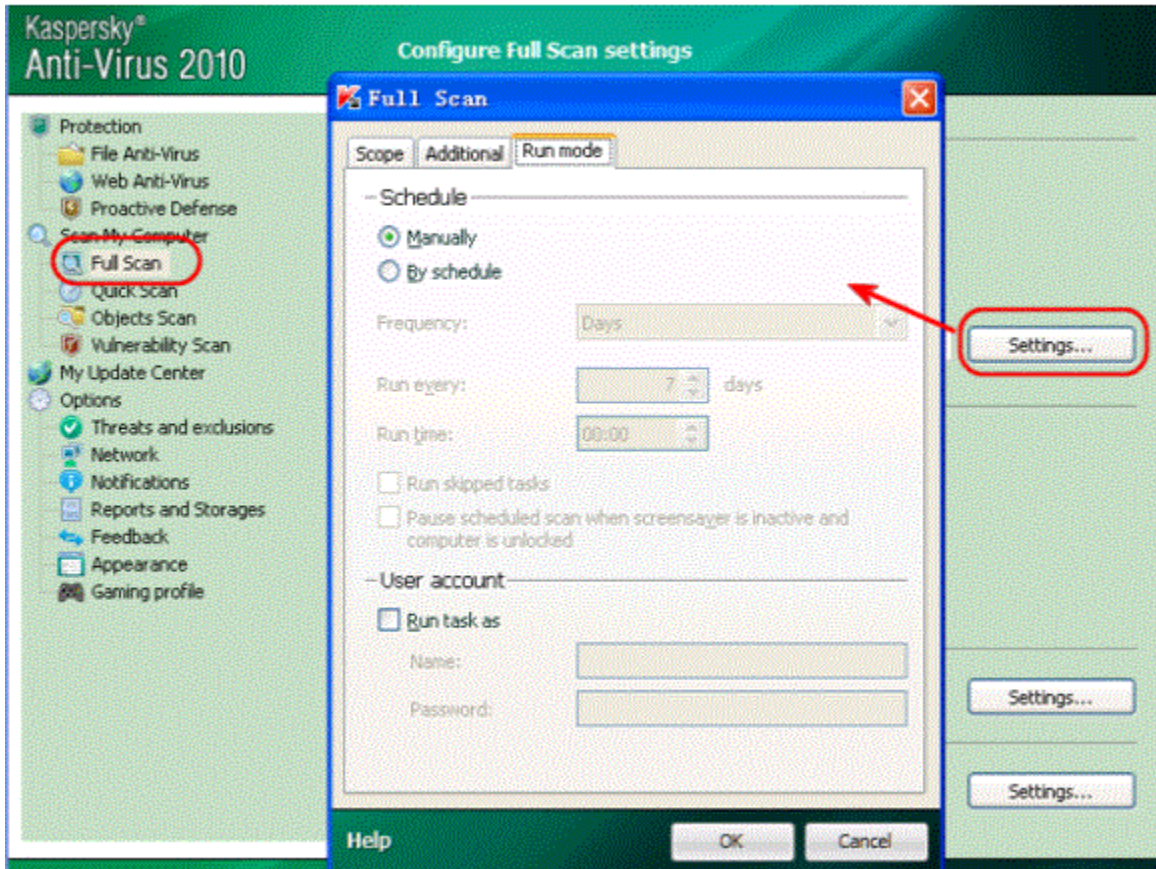 Kaspersky®
Anti-Virus 2010
Configure Full Scan settings
Protection
File Anti-Virus
Web Anti-Virus
Proactive Defense
Scan My Computer
Full Scan
Quick Scan
Objects Scan
Vulnerability Scan
My Update Center
Options
Threats and exclusions
Network
Notifications
Reports and Storages
Feedback
Appearance
Gaming profile
Full Scan
Scope Additional Run mode
Schedule
Manually
By schedule
Frequency: Days
Run every: 7 days
Run time: 00:00
Run skipped tasks
Pause scheduled scan when screensaver is inactive and
computer is unlocked
User account
Run task as
Name:
Password:
Help OK Cancel
Settings...
Settings...
Settings...